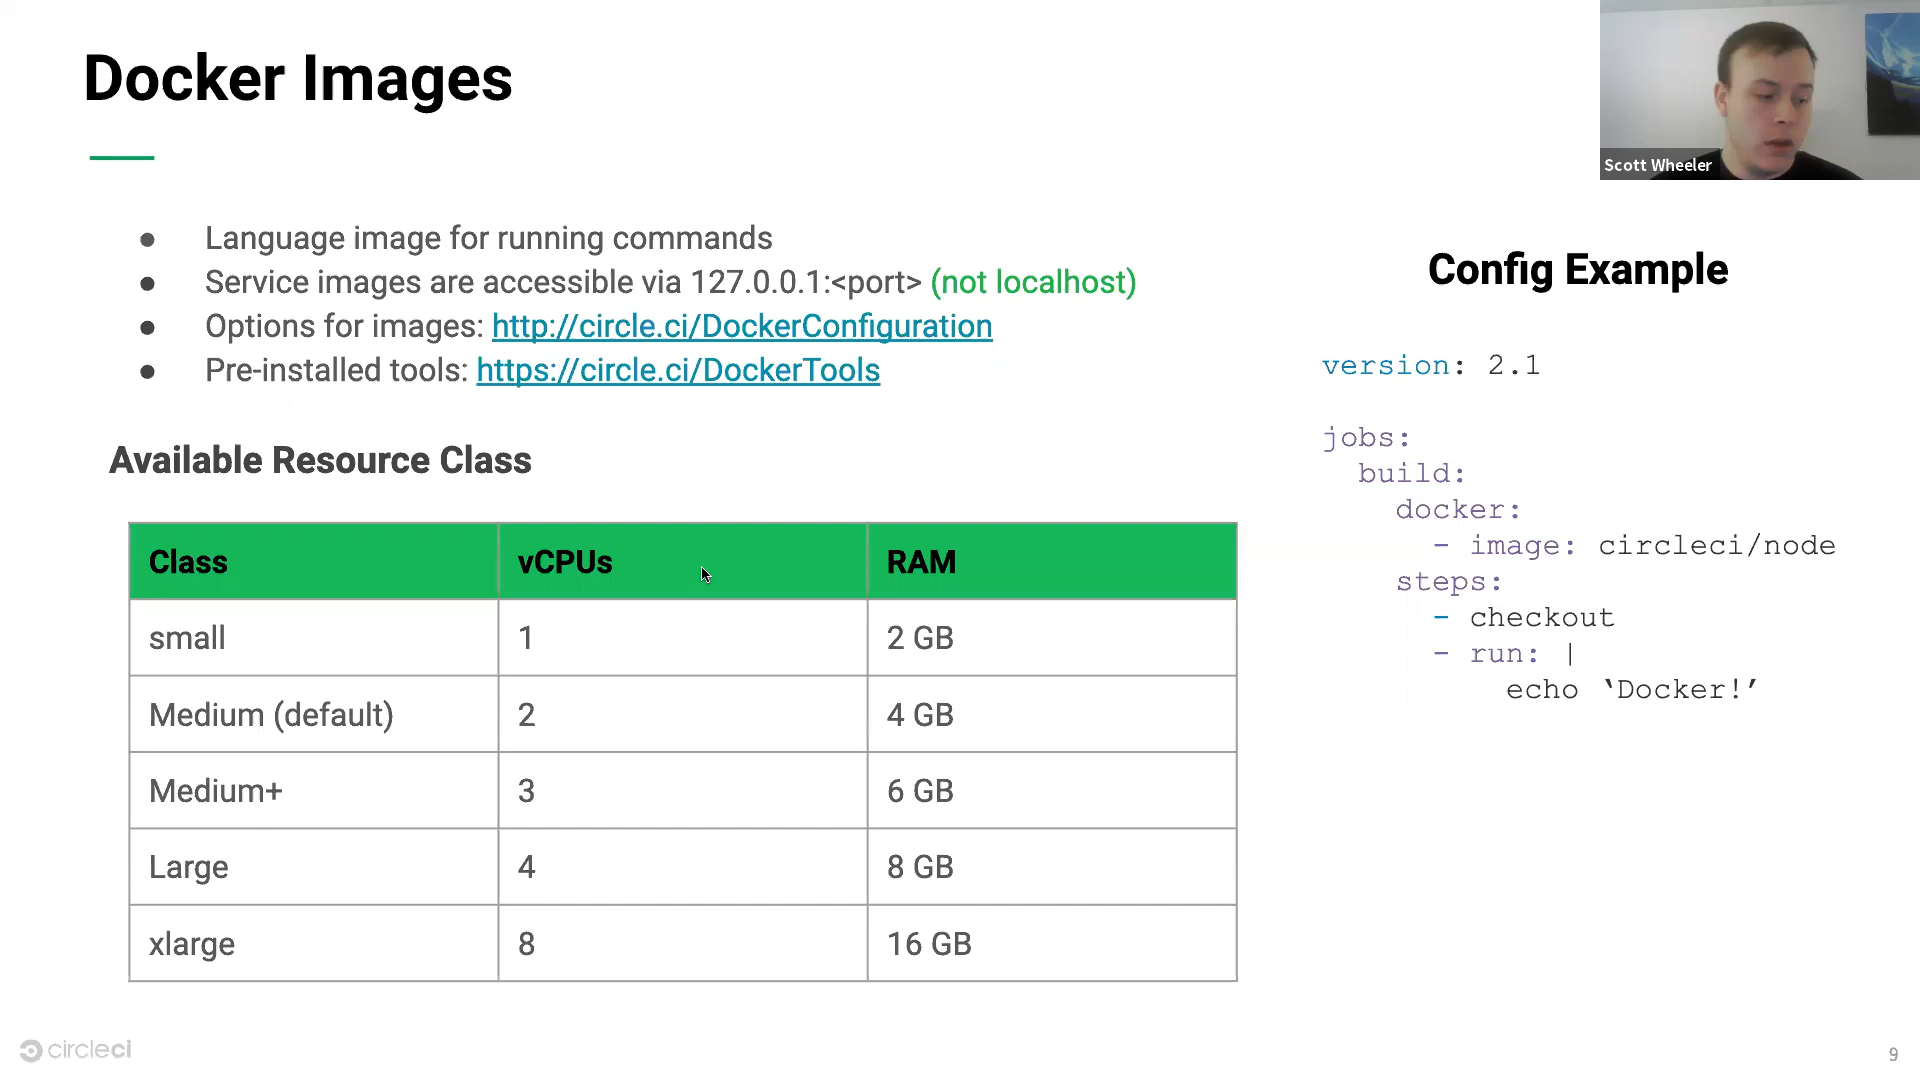 Docker Images
Scott Wheeler
● Language image for running commands
● Service images are accessible via 127.0.0.1:<port> (not localhost)
● Options for images: http://circle.ci/DockerConfiguration
● Pre-installed tools: https://circle.ci/DockerTools
Available Resource Class
Class vCPUs RAM
small 1 2 GB
Medium (default) 2 4 GB
Medium+ 3 6 GB
Large 4 8 GB
xlarge 8 16 GB
Config Example
version: 2.1
jobs:
build:
docker:
- image: circleci/node
steps:
- checkout
- run: |
echo ‘Docker!’
circleci
9